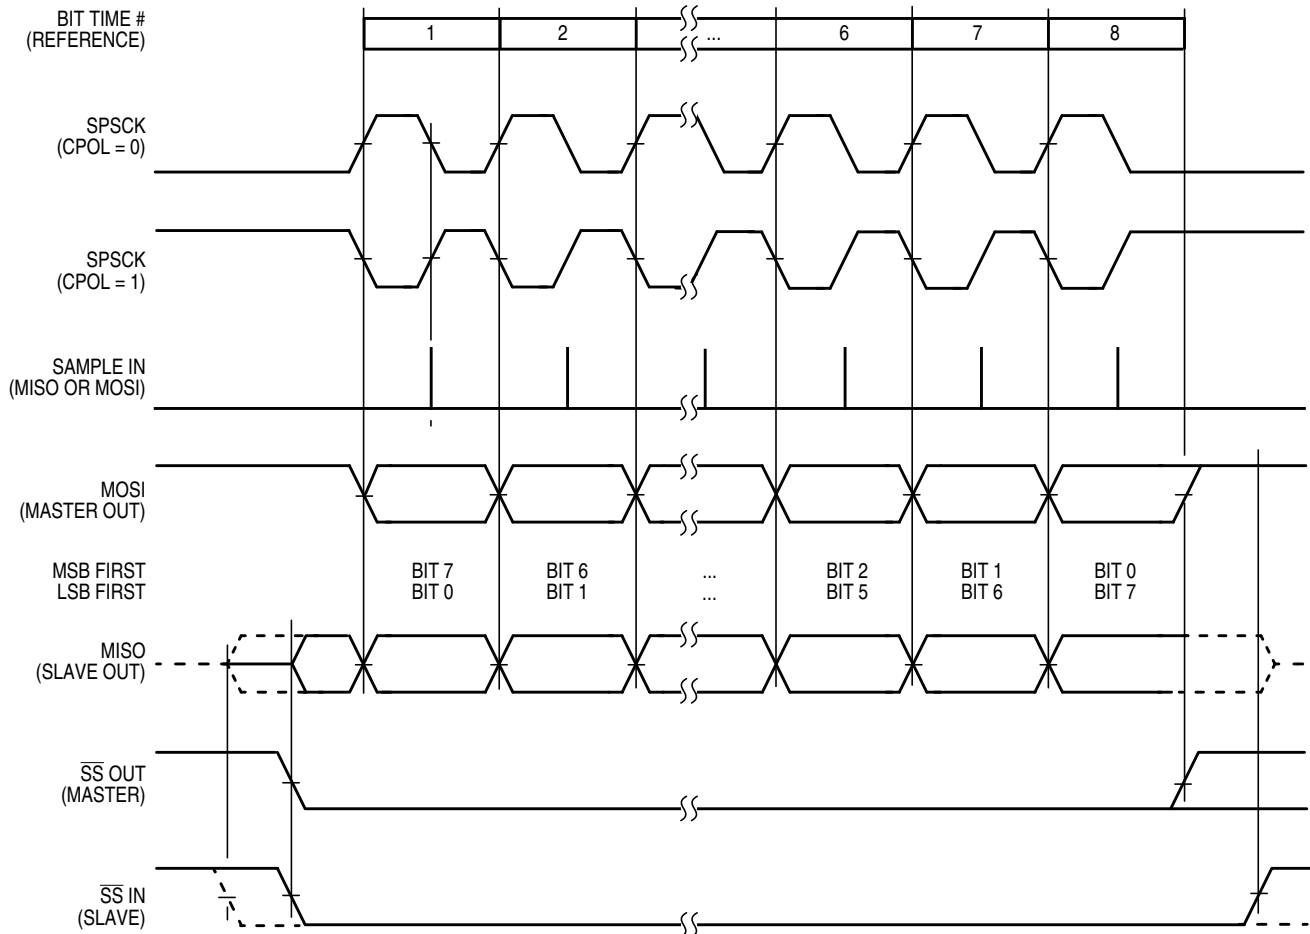 BIT TIME #
(REFERENCE)
1 2 ... 6 7 8
SPSCK
(CPOL = 0)
SPSCK
(CPOL = 1)
SAMPLE IN
(MISO OR MOSI)
MOSI
(MASTER OUT)
MSB FIRST BIT 7 BIT 6 ... BIT 2 BIT 1 BIT 0
LSB FIRST BIT 0 BIT 1 ... BIT 5 BIT 6 BIT 7
MISO
(SLAVE OUT)
S̅S̅ OUT
(MASTER)
S̅S̅ IN
(SLAVE)